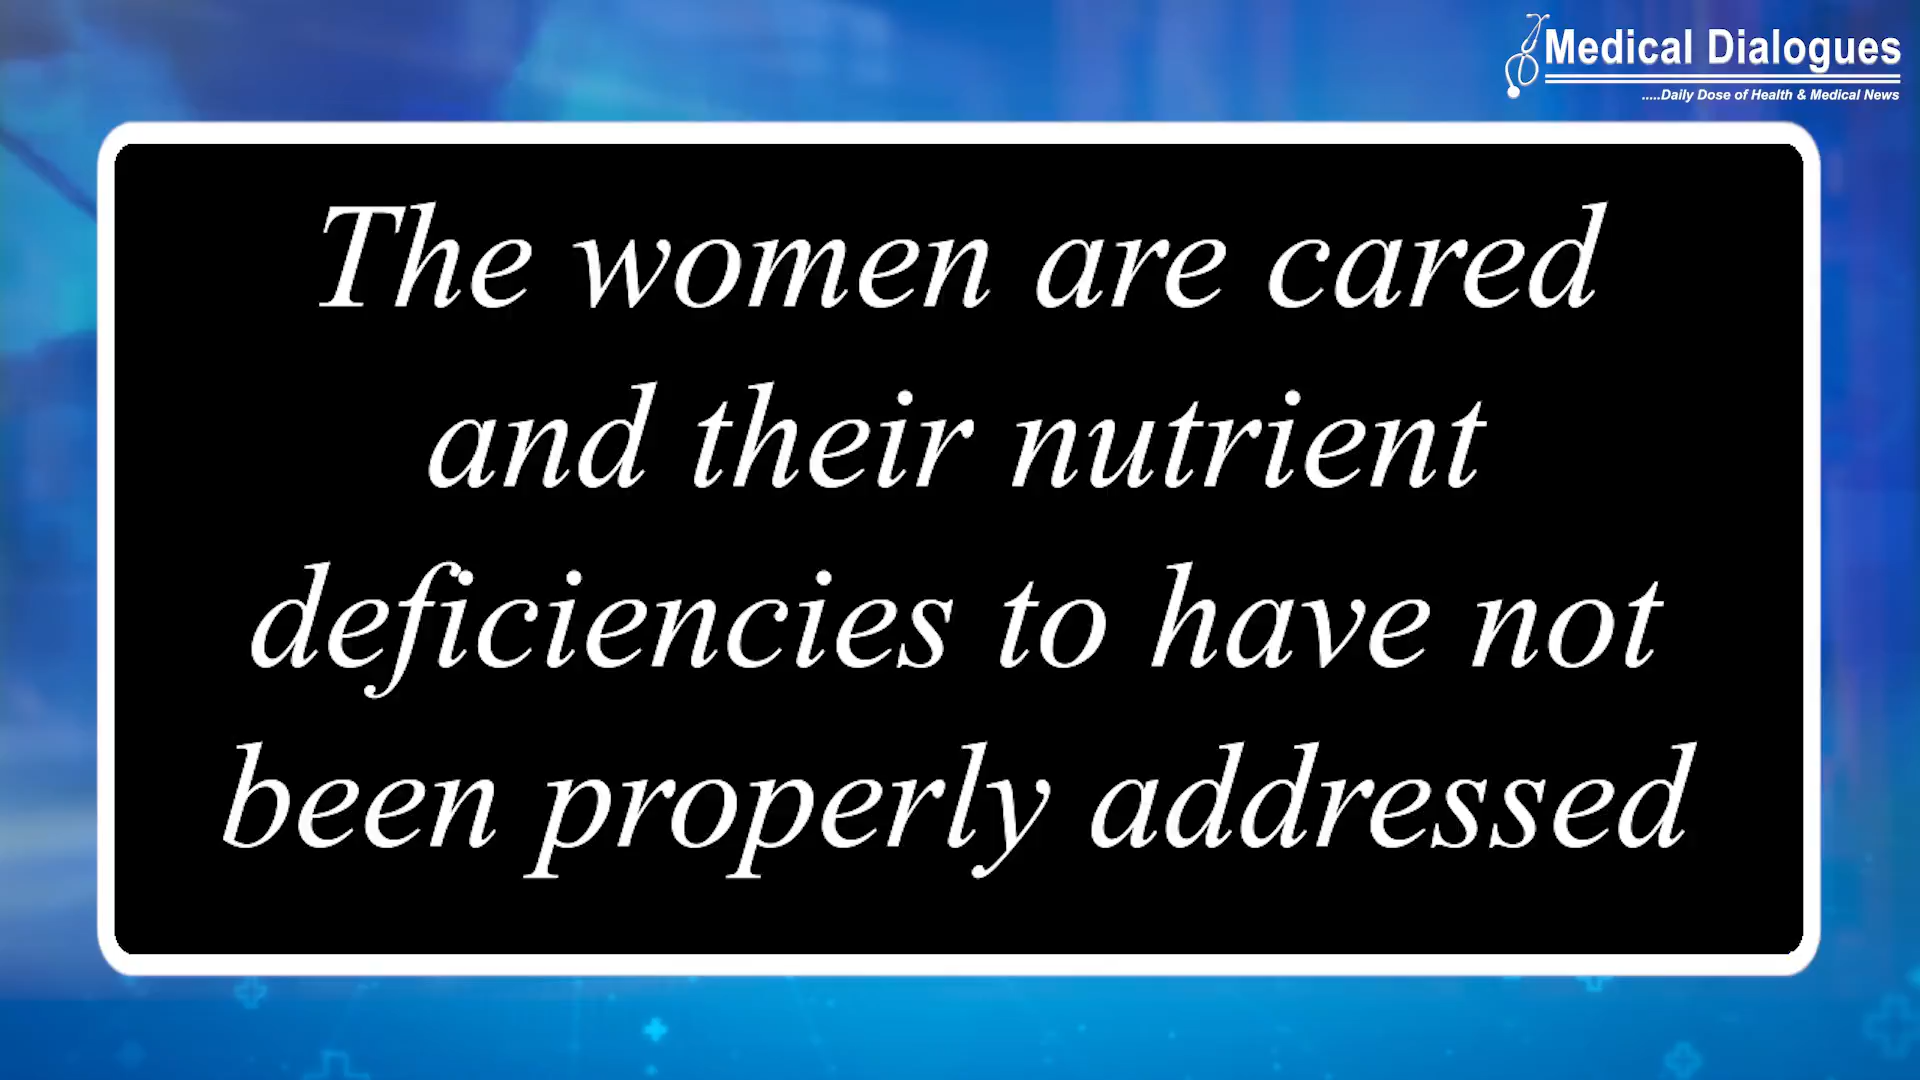 Medical Dialogues
.....Daily Dose of Health & Medical News
The women are cared
and their nutrient
deficiencies to have not
been properly addressed